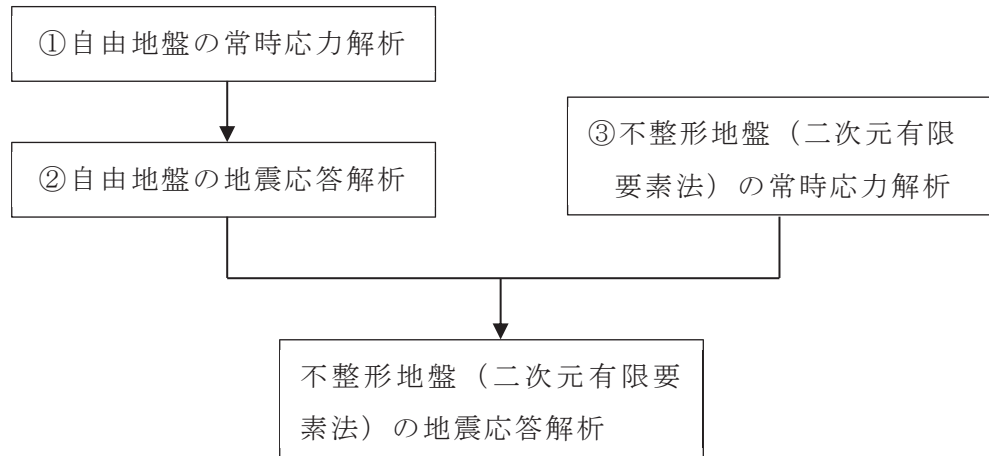 ①自由地盤の常時応力解析
②自由地盤の地震応答解析
③不整形地盤（二次元有限
要素法）の常時応力解析
不整形地盤（二次元有限要
素法）の地震応答解析